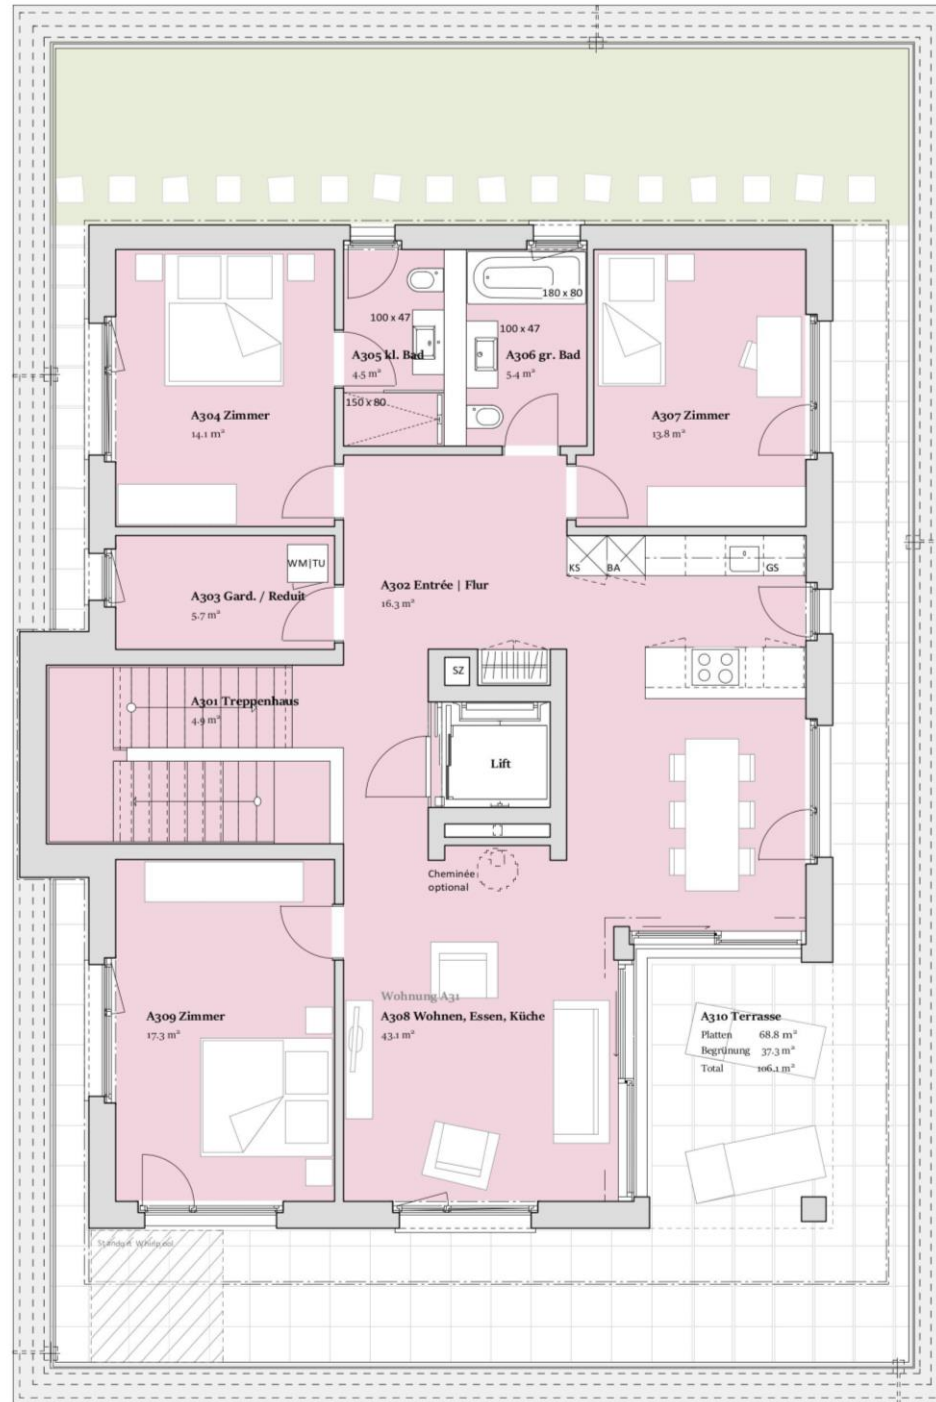 180 x 80
100 x 47
100 x 47
A305 kl. Bad
4.5 m²
A306 gr. Bad
5.4 m²
150 x 80
A304 Zimmer
14.1 m²
A307 Zimmer
13.8 m²
WM|TU
KS
BA
GS
A303 Gard. / Reduit
5.7 m²
A302 Entrée | Flur
16.3 m²
SZ
A301 Treppenhaus
4.9 m²
Lift
Cheminée
optional
Wohnung A31
A308 Wohnen, Essen, Küche
43.1 m²
A309 Zimmer
17.3 m²
A310 Terrasse
Platten 68.8 m²
Begrünung 37.3 m²
Total 106.1 m²
Standort Whirlpool